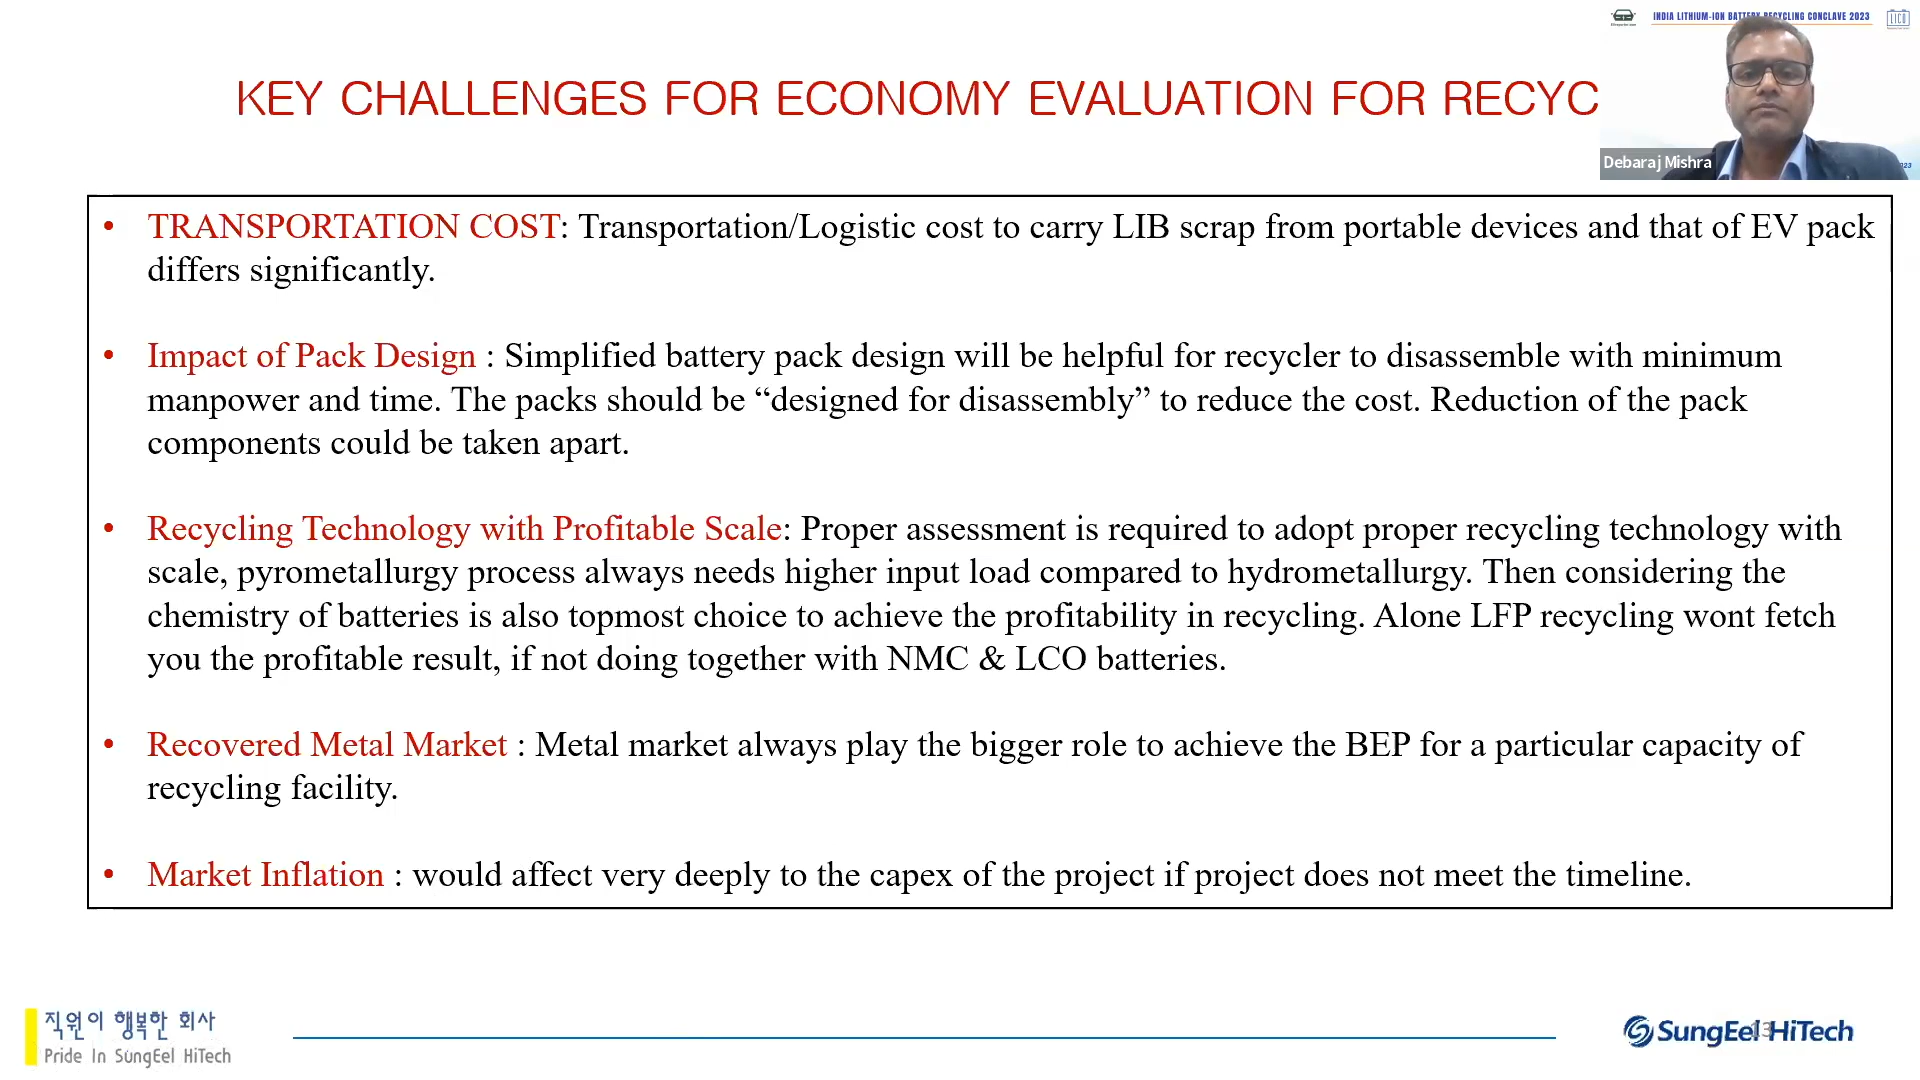 INDIA LITHIUM-ION BATTERY RECYCLING CONCLAVE 2023
LICO
KEY CHALLENGES FOR ECONOMY EVALUATION FOR RECYC
Debaraj Mishra
• TRANSPORTATION COST: Transportation/Logistic cost to carry LIB scrap from portable devices and that of EV pack
differs significantly.
• Impact of Pack Design : Simplified battery pack design will be helpful for recycler to disassemble with minimum
manpower and time. The packs should be “designed for disassembly” to reduce the cost. Reduction of the pack
components could be taken apart.
• Recycling Technology with Profitable Scale: Proper assessment is required to adopt proper recycling technology with
scale, pyrometallurgy process always needs higher input load compared to hydrometallurgy. Then considering the
chemistry of batteries is also topmost choice to achieve the profitability in recycling. Alone LFP recycling wont fetch
you the profitable result, if not doing together with NMC & LCO batteries.
• Recovered Metal Market : Metal market always play the bigger role to achieve the BEP for a particular capacity of
recycling facility.
• Market Inflation : would affect very deeply to the capex of the project if project does not meet the timeline.
직원이 행복한 회사
Pride In SungEel HiTech
SungEel HiTech
13